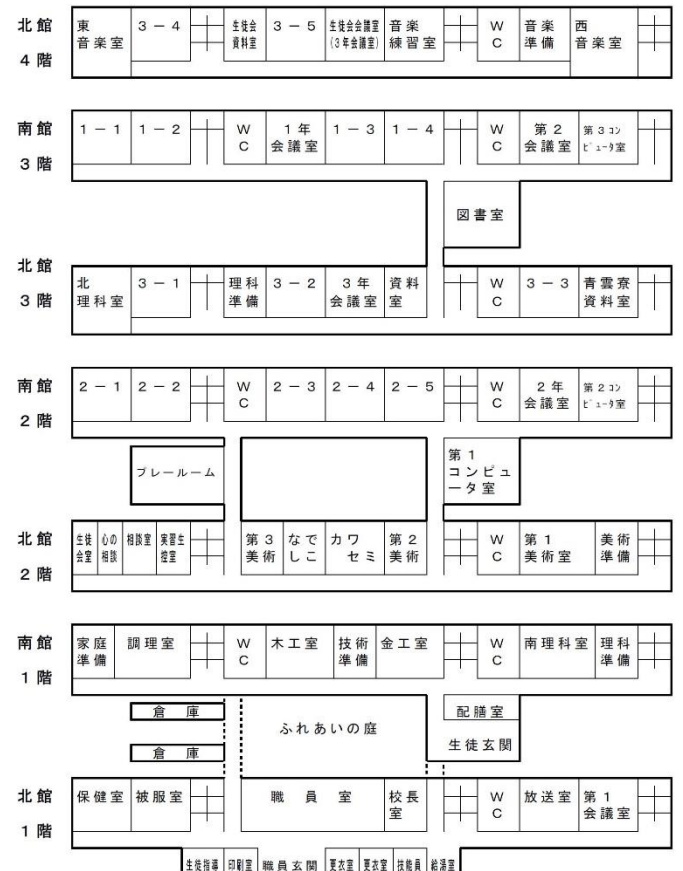 北館
4階
東
音楽室
3－4
生徒会
資料室
3－5
生徒会会議室
(3年会議室)
音楽
練習室
W
C
音楽
準備
西
音楽室
南館
3階
1－1
1－2
W
C
1年
会議室
1－3
1－4
W
C
第2
会議室
第3コン
ピュータ室
図書室
北館
3階
北
理科室
3－1
理科
準備
3－2
3年
会議室
資料
室
W
C
3－3
青雲寮
資料室
南館
2階
2－1
2－2
W
C
2－3
2－4
2－5
W
C
2年
会議室
第2コン
ピュータ室
プレールーム
第1
コンピュ
ータ室
北館
2階
生徒
会室
心の
相談
相談室
実習生
控室
第3
美術
なで
しこ
カワ
セミ
第2
美術
W
C
第1
美術室
美術
準備
南館
1階
家庭
準備
調理室
W
C
木工室
技術
準備
金工室
W
C
南理科室
理科
準備
倉庫
ふれあいの庭
配膳室
倉庫
生徒玄関
北館
1階
保健室
被服室
職員室
校長
室
W
C
放送室
第1
会議室
生徒指導
印刷室
職員玄関
更衣室
更衣室
技能員
給湯室